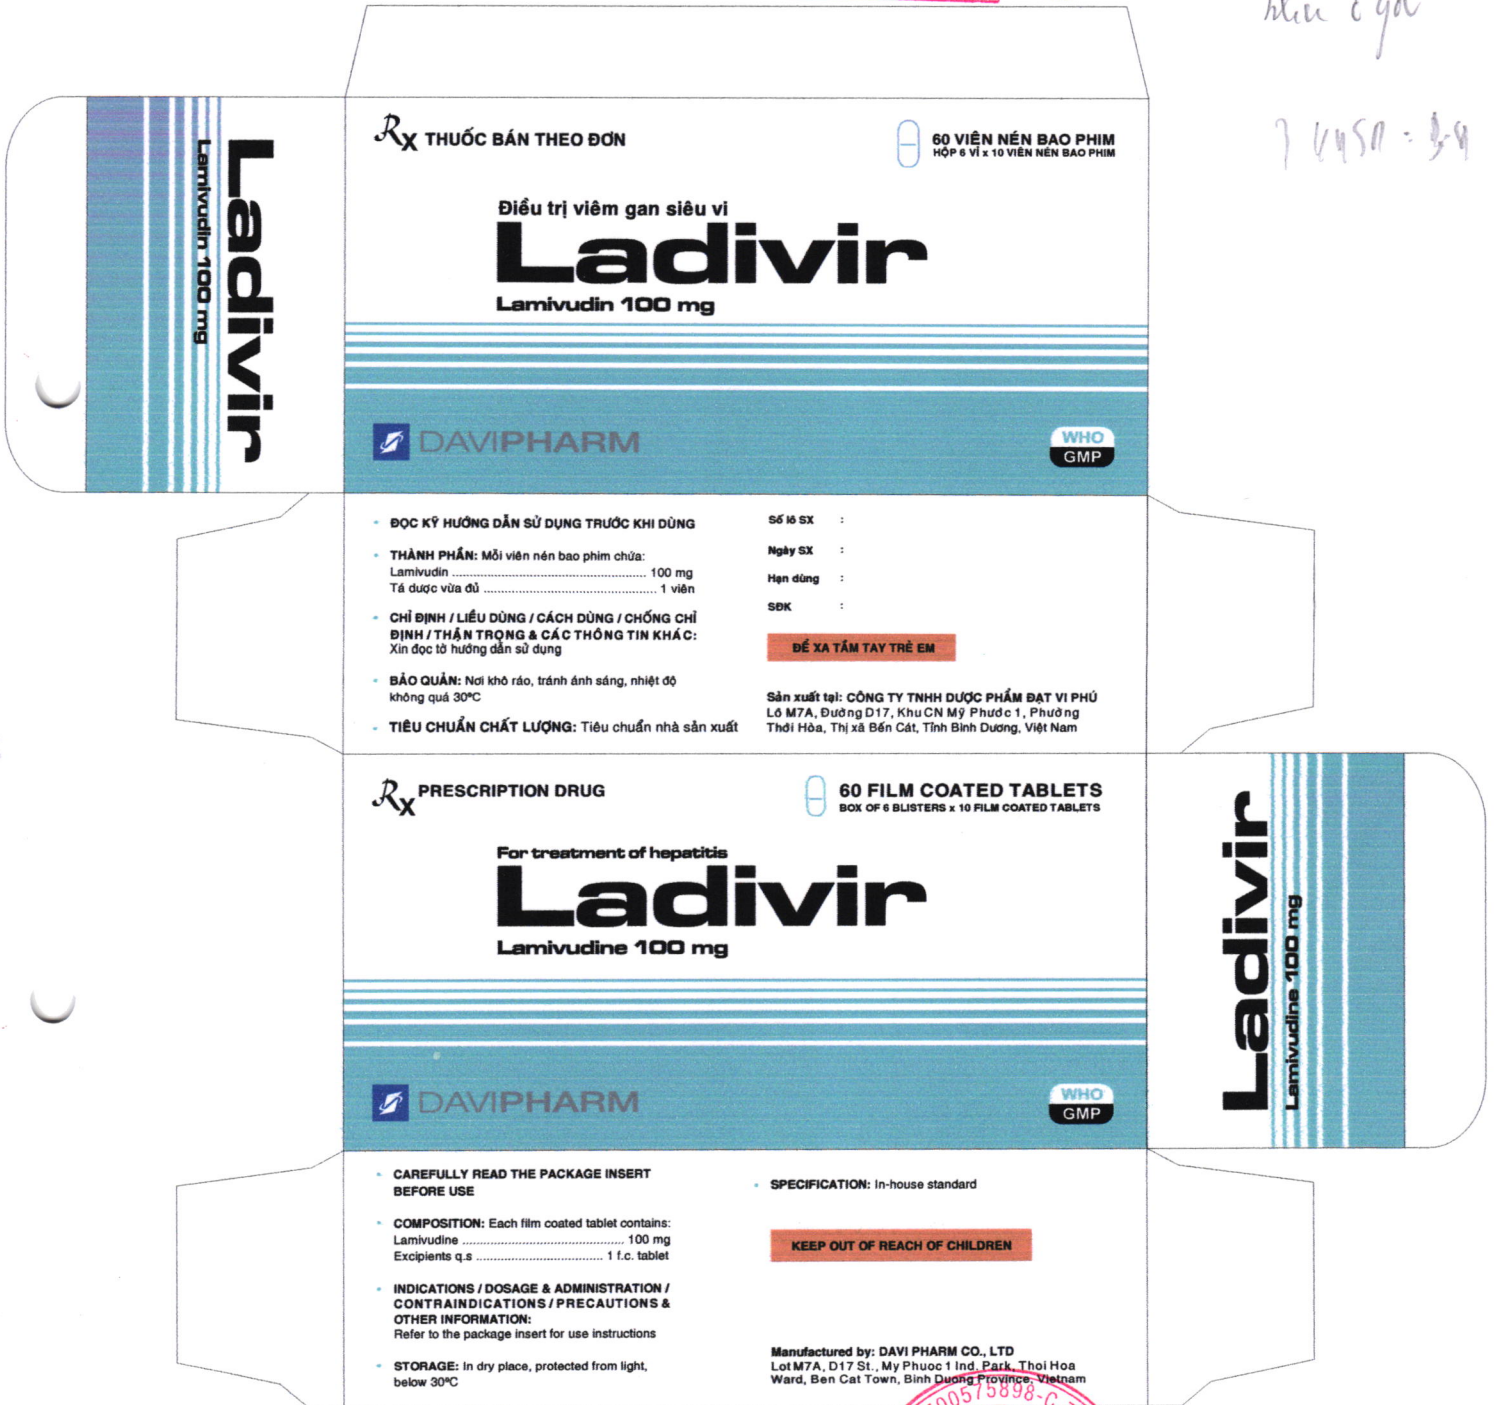 Ladivir
Lamivudin 100 mg
Rx THUỐC BÁN THEO ĐƠN
60 VIÊN NÉN BAO PHIM
HỘP 6 VỈ x 10 VIÊN NÉN BAO PHIM
Điều trị viêm gan siêu vi
Ladivir
Lamivudin 100 mg
DAVIPHARM
WHO
GMP
• ĐỌC KỸ HƯỚNG DẪN SỬ DỤNG TRƯỚC KHI DÙNG
• THÀNH PHẦN: Mỗi viên nén bao phim chứa:
Lamivudin ........................................................ 100 mg
Tá dược vừa đủ .................................................. 1 viên
• CHỈ ĐỊNH / LIỀU DÙNG / CÁCH DÙNG / CHỐNG CHỈ
ĐỊNH / THẬN TRỌNG & CÁC THÔNG TIN KHÁC:
Xin đọc tờ hướng dẫn sử dụng
• BẢO QUẢN: Nơi khô ráo, tránh ánh sáng, nhiệt độ
không quá 30°C
• TIÊU CHUẨN CHẤT LƯỢNG: Tiêu chuẩn nhà sản xuất
Số lô SX :
Ngày SX :
Hạn dùng :
SĐK :
ĐỂ XA TẦM TAY TRẺ EM
Sản xuất tại: CÔNG TY TNHH DƯỢC PHẨM ĐẠT VI PHÚ
Lô M7A, Đường D17, Khu CN Mỹ Phước 1, Phường
Thới Hòa, Thị xã Bến Cát, Tỉnh Bình Dương, Việt Nam
Rx PRESCRIPTION DRUG
60 FILM COATED TABLETS
BOX OF 6 BLISTERS x 10 FILM COATED TABLETS
For treatment of hepatitis
Ladivir
Lamivudine 100 mg
DAVIPHARM
WHO
GMP
Ladivir
Lamivudine 100 mg
• CAREFULLY READ THE PACKAGE INSERT
BEFORE USE
• COMPOSITION: Each film coated tablet contains:
Lamivudine .............................................. 100 mg
Excipients q.s .................................... 1 f.c. tablet
• INDICATIONS / DOSAGE & ADMINISTRATION /
CONTRAINDICATIONS / PRECAUTIONS &
OTHER INFORMATION:
Refer to the package insert for use instructions
• STORAGE: In dry place, protected from light,
below 30°C
• SPECIFICATION: In-house standard
KEEP OUT OF REACH OF CHILDREN
Manufactured by: DAVI PHARM CO., LTD
Lot M7A, D17 St., My Phuoc 1 Ind. Park, Thoi Hoa
Ward, Ben Cat Town, Binh Duong Province, Vietnam
00575898-C